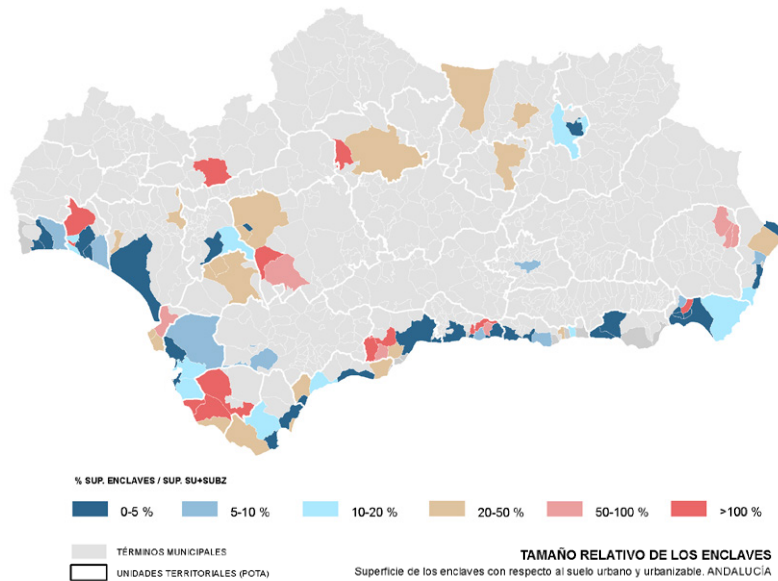 % SUP. ENCLAVES / SUP. SU+SUBZ
0-5 %
5-10 %
10-20 %
20-50 %
50-100 %
>100 %
TÉRMINOS MUNICIPALES
UNIDADES TERRITORIALES (POTA)
TAMAÑO RELATIVO DE LOS ENCLAVES
Superficie de los enclaves con respecto al suelo urbano y urbanizable. ANDALUCÍA